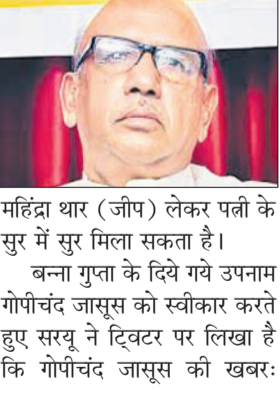 महिंद्रा थार (जीप) लेकर पत्नी के
सुर में सुर मिला सकता है।
बन्ना गुप्ता के दिये गये उपनाम
गोपीचंद जासूस को स्वीकार करते
हुए सरयू ने ट्विटर पर लिखा है
कि गोपीचंद जासूस की खबरः